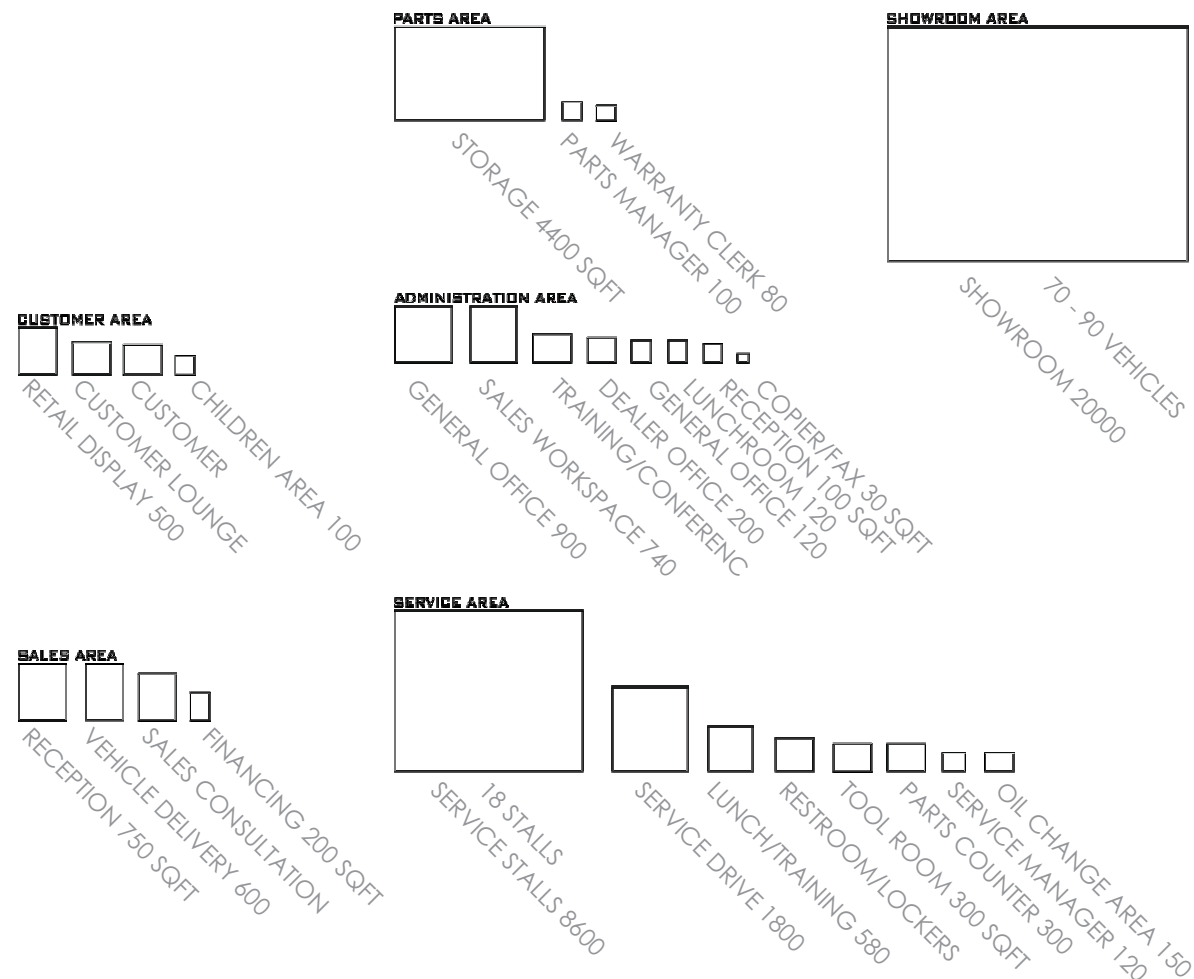 PARTS AREA
STORAGE 4400 SQFT
PARTS MANAGER 100
WARRANTY CLERK 80
SHOWROOM AREA
SHOWROOM 20000
70 - 90 VEHICLES
CUSTOMER AREA
RETAIL DISPLAY 500
CUSTOMER LOUNGE
CUSTOMER
CHILDREN AREA 100
ADMINISTRATION AREA
GENERAL OFFICE 900
SALES WORKSPACE 740
TRAINING/CONFERENC
DEALER OFFICE 200
GENERAL OFFICE 120
LUNCHROOM 120
RECEPTION 100 SQFT
COPIER/FAX 30 SQFT
SALES AREA
RECEPTION 750 SQFT
VEHICLE DELIVERY 600
SALES CONSULTATION
FINANCING 200 SQFT
SERVICE AREA
SERVICE STALLS 8600
18 STALLS
SERVICE DRIVE 1800
LUNCH/TRAINING 580
RESTROOM/LOCKERS
TOOL ROOM 300 SQFT
PARTS COUNTER 300
SERVICE MANAGER 120
OIL CHANGE AREA 150